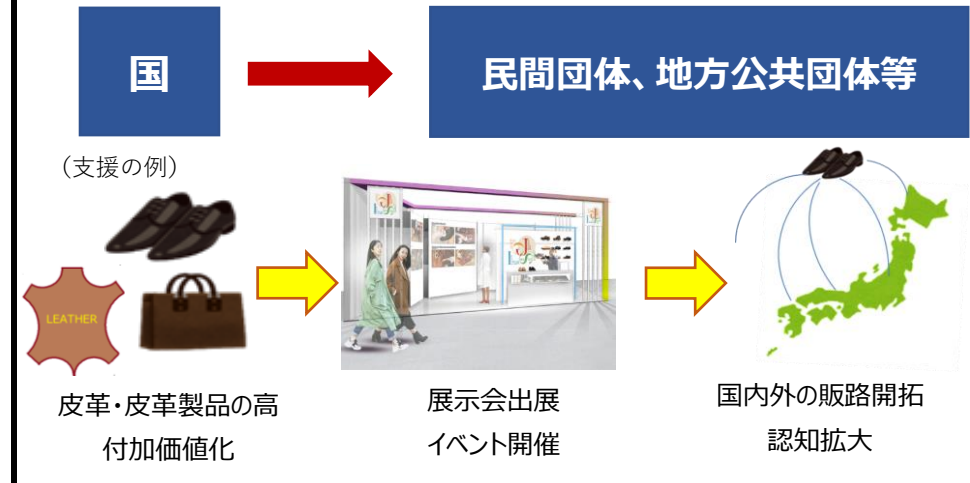 国
民間団体、地方公共団体等
(支援の例)
LEATHER
皮革・皮革製品の高
付加価値化
展示会出展
イベント開催
国内外の販路開拓
認知拡大